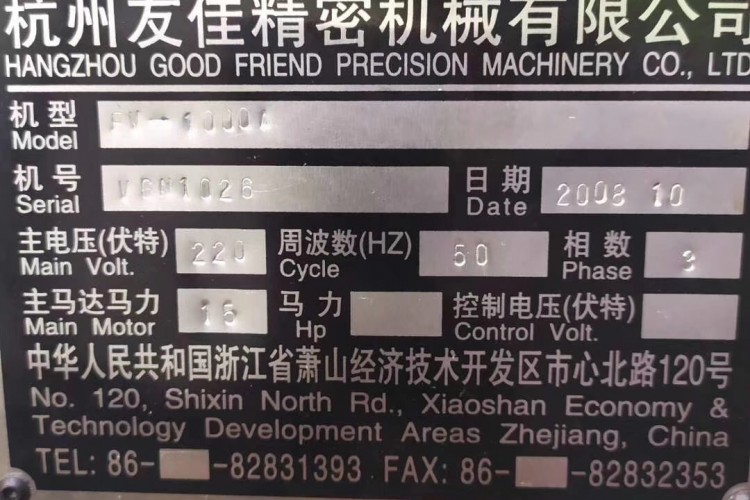 杭州友佳精密机械有限公司
HANGZHOU GOOD FRIEND PRECISION MACHINERY CO., LTD
机型 Model FV-1000A
机号 Serial
日期 Date 2008 10
主电压(伏特) Main Volt. 220 周波数(HZ) Cycle 50 相数 Phase 3
主马达马力 Main Motor 15 马力 Hp 控制电压(伏特) Control Volt.
中华人民共和国浙江省萧山经济技术开发区市心北路120号
No. 120, Shixin North Rd., Xiaoshan Economy &
Technology Development Areas Zhejiang, China
TEL: 86- -82831393 FAX: 86- -82832353